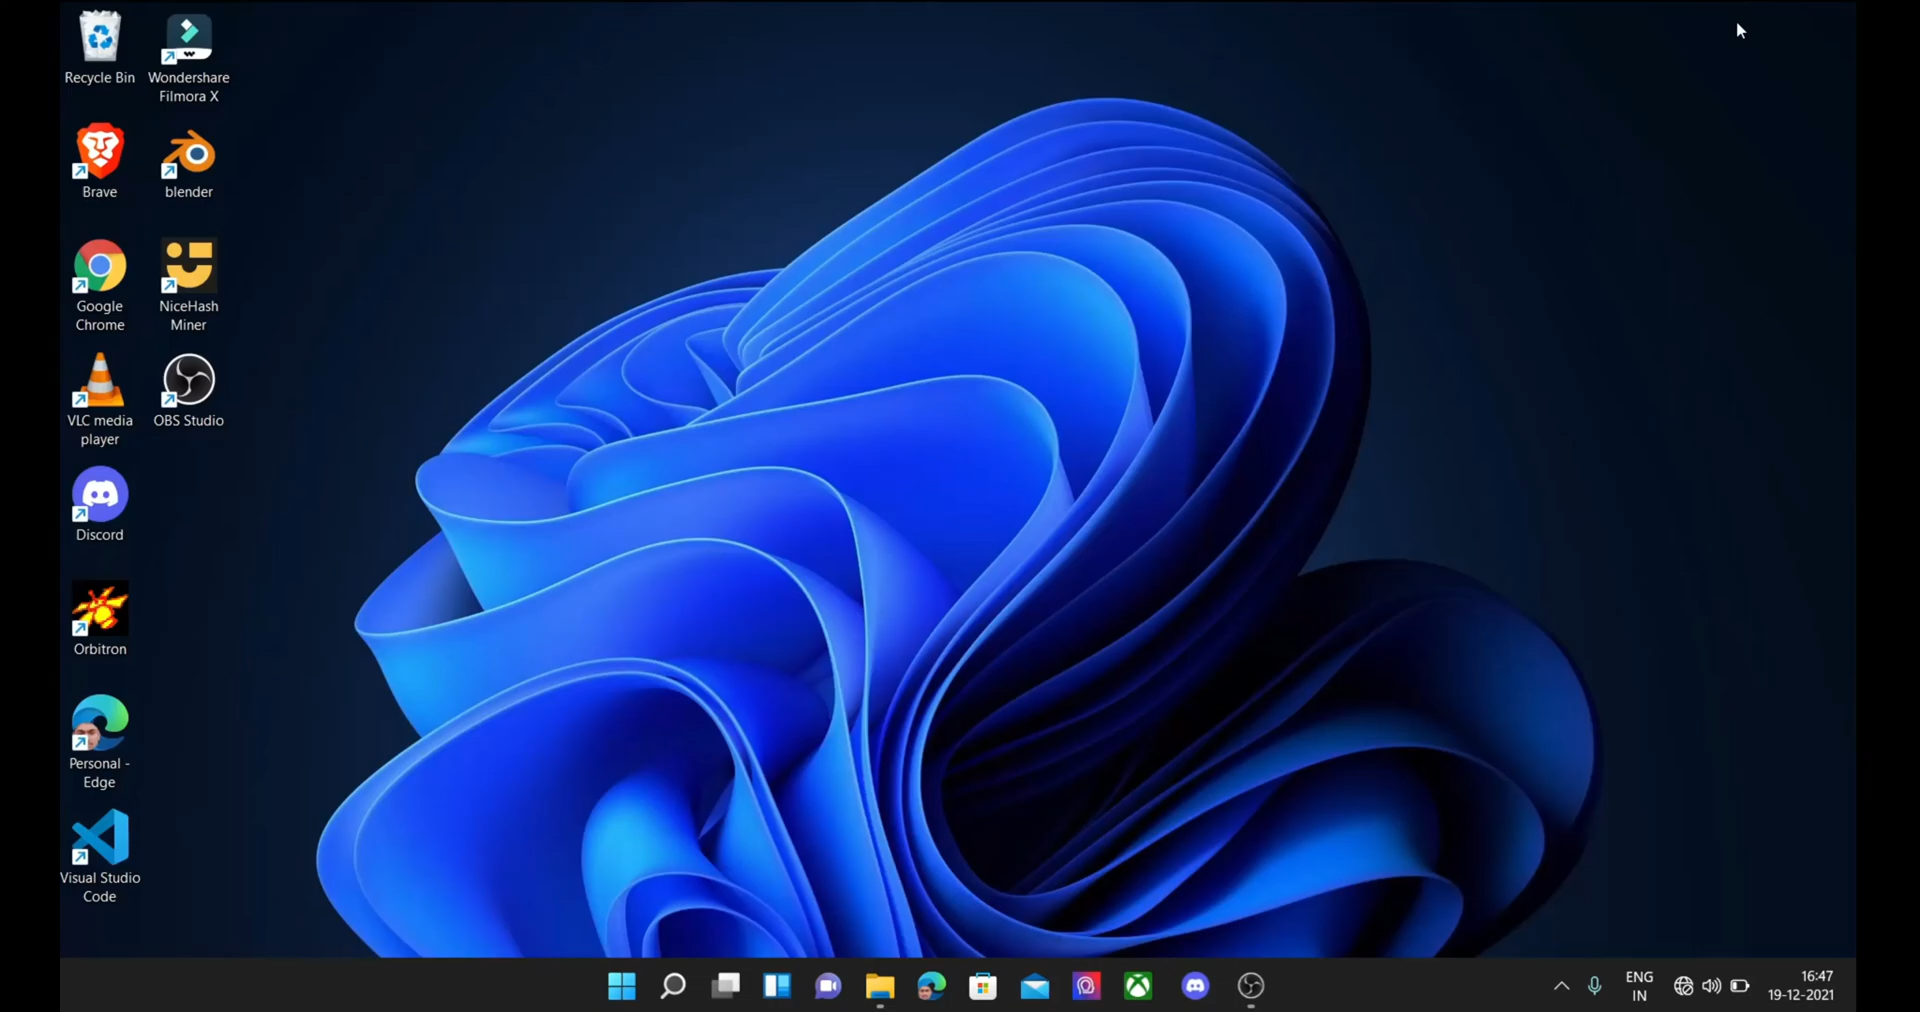 Recycle Bin
Wondershare
Filmora X
Brave
blender
Google
Chrome
NiceHash
Miner
VLC media
player
OBS Studio
Discord
Orbitron
Personal -
Edge
Visual Studio
Code
ENG
IN
16:47
19-12-2021